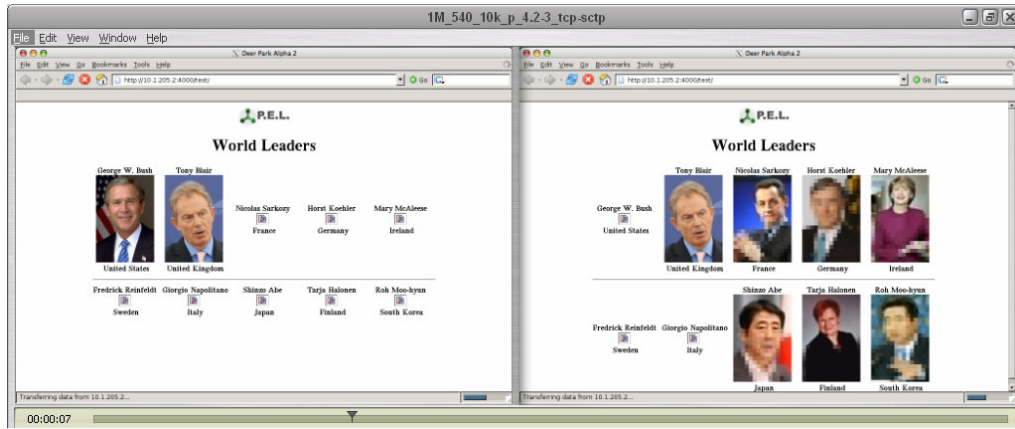 1M_540_10k_p_4.2-3_tcp-sctp
File Edit View Window Help
Deer Park Alpha 2
File Edit View Go Bookmarks Tools Help
http://10.1.205.2:4000/test/
Go
P.E.L.
World Leaders
George W. Bush Tony Blair
Nicolas Sarkozy Horst Koehler Mary McAleese
France Germany Ireland
United States United Kingdom
Fredrick Reinfeldt Giorgio Napolitano Shinzo Abe Tarja Halonen Roh Moo-hyun
Sweden Italy Japan Finland South Korea
Transferring data from 10.1.205.2...
Deer Park Alpha 2
File Edit View Go Bookmarks Tools Help
http://10.1.205.2:4000/test/
Go
P.E.L.
World Leaders
Tony Blair Nicolas Sarkozy Horst Koehler Mary McAleese
George W. Bush
United States
United Kingdom France Germany Ireland
Shinzo Abe Tarja Halonen Roh Moo-hyun
Fredrick Reinfeldt Giorgio Napolitano
Sweden Italy
Japan Finland South Korea
Transferring data from 10.1.205.2...
00:00:07